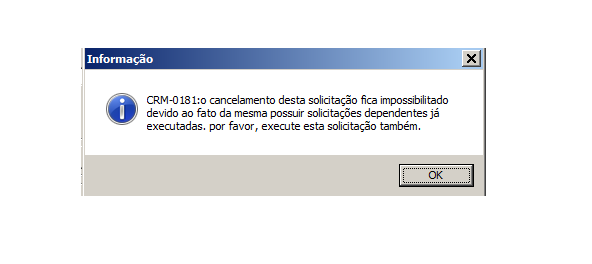 Informação
CRM-0181:o cancelamento desta solicitação fica impossibilitado
devido ao fato da mesma possuir solicitações dependentes já
executadas. por favor, execute esta solicitação também.
OK